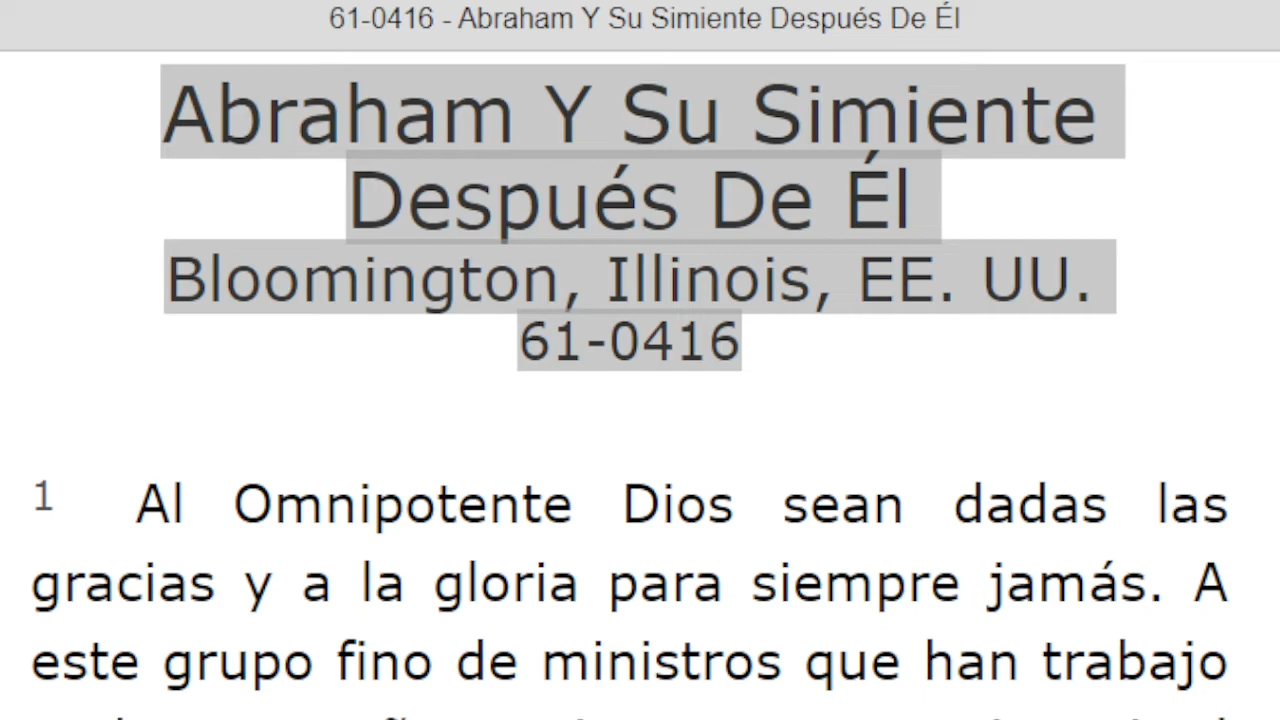 61-0416 - Abraham Y Su Simiente Después De Él
Abraham Y Su Simiente
Después De Él
Bloomington, Illinois, EE. UU.
61-0416
1 Al Omnipotente Dios sean dadas las
gracias y a la gloria para siempre jamás. A
este grupo fino de ministros que han trabajo